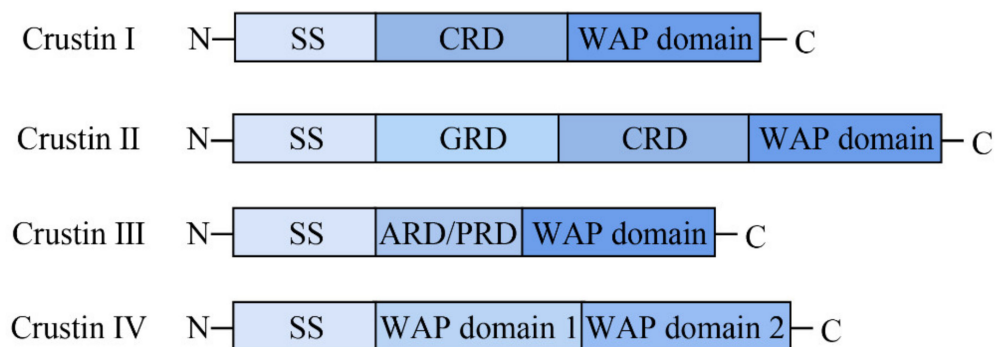 Crustin I N SS CRD WAP domain C
Crustin II N SS GRD CRD WAP domain C
Crustin III N SS ARD/PRD WAP domain C
Crustin IV N SS WAP domain 1 WAP domain 2 C